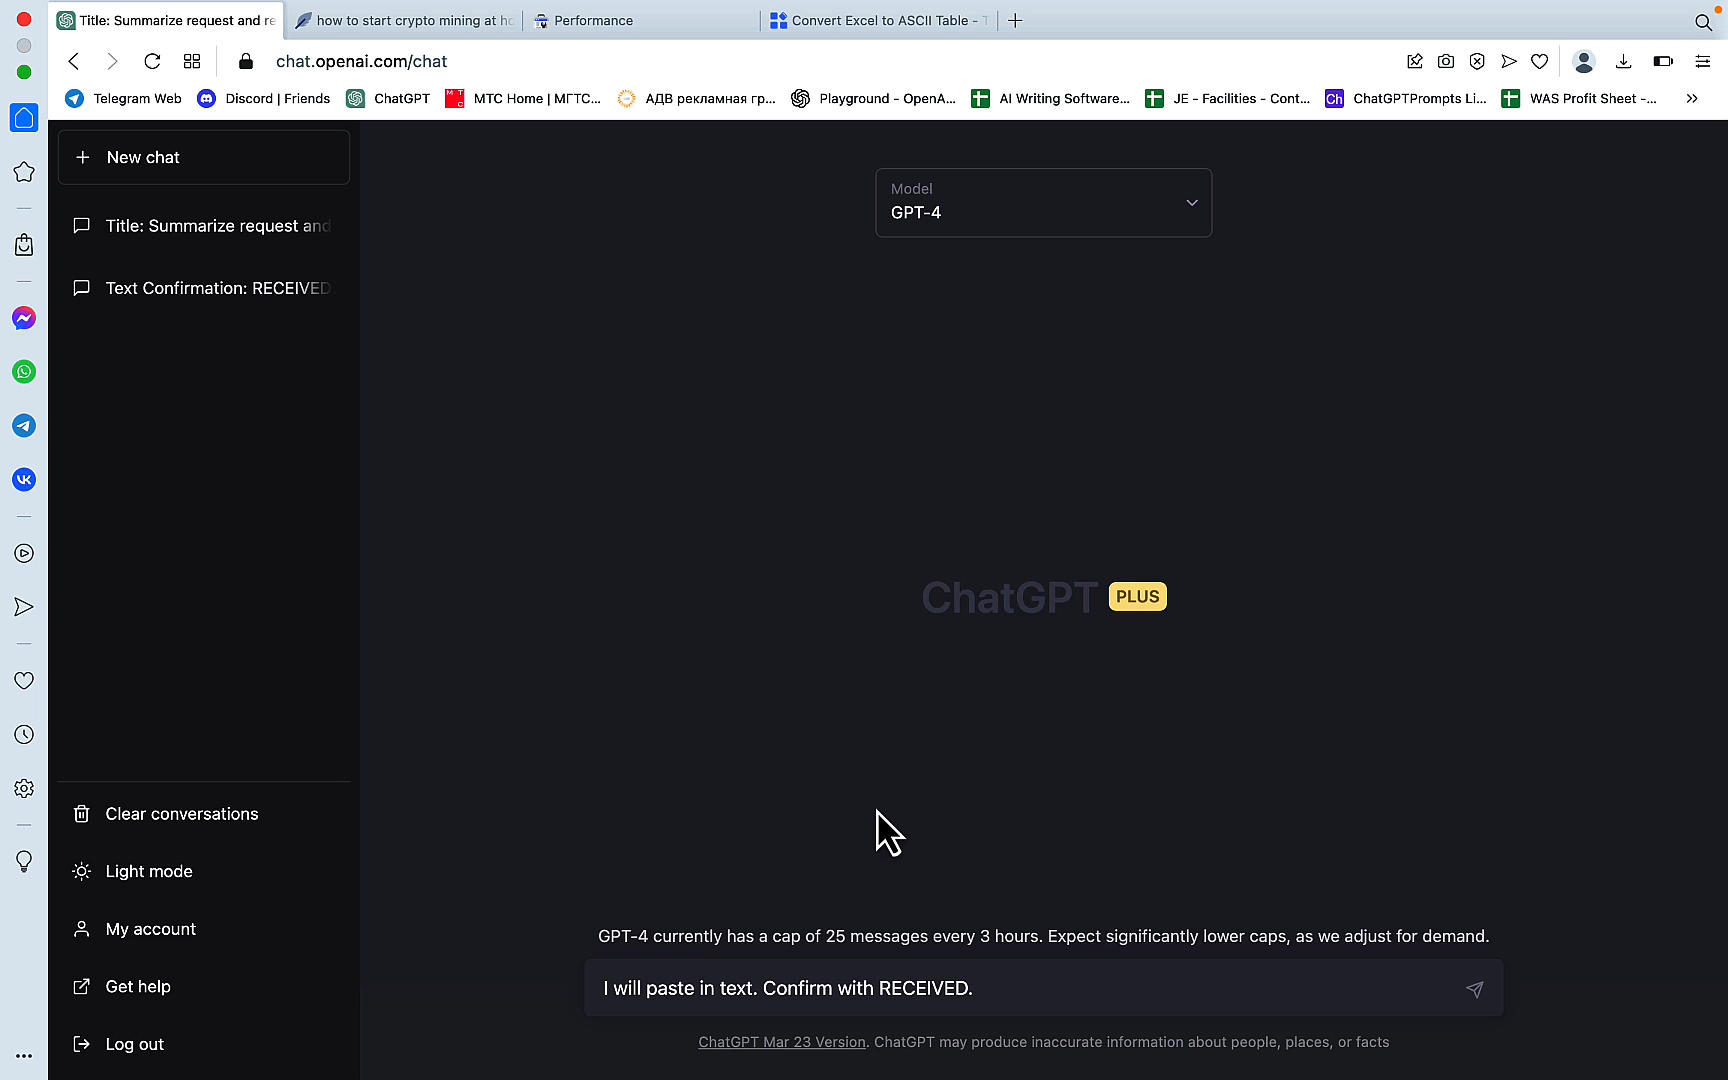 Title: Summarize request and re
how to start crypto mining at ho
Performance
Convert Excel to ASCII Table - T
chat.openai.com/chat
Telegram Web
Discord | Friends
ChatGPT
МТС Home | МГТС...
АДВ рекламная гр...
Playground - OpenA...
AI Writing Software...
JE - Facilities - Cont...
Ch
ChatGPTPrompts Li...
WAS Profit Sheet -...
New chat
Title: Summarize request and
Text Confirmation: RECEIVED
Model
GPT-4
ChatGPT PLUS
Clear conversations
Light mode
My account
Get help
Log out
GPT-4 currently has a cap of 25 messages every 3 hours. Expect significantly lower caps, as we adjust for demand.
I will paste in text. Confirm with RECEIVED.
ChatGPT Mar 23 Version. ChatGPT may produce inaccurate information about people, places, or facts